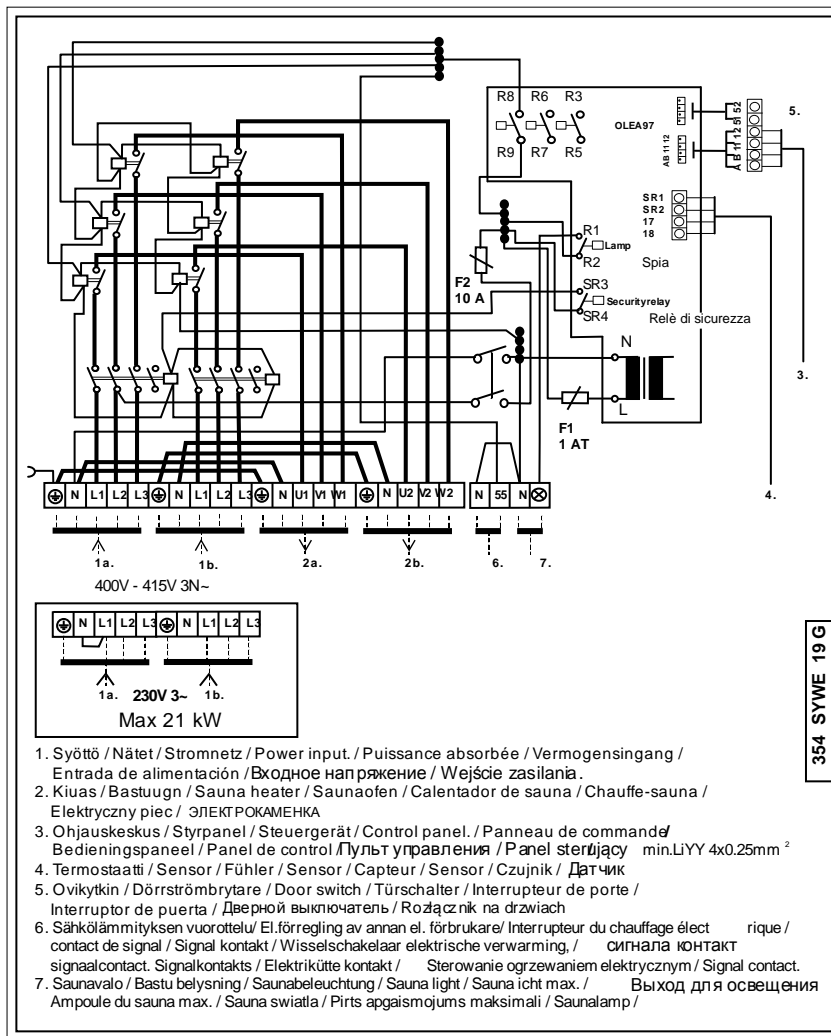 R8 R6 R3
R9 R7 R5
OLEA97
AB 11 12
51 52
A B 11 12
5.
SR1
SR2
17
18
R1
Lamp
R2
Spia
SR3
Securityrelay
SR4
Relè di sicurezza
F2
10 A
N
L
F1
1 AT
3.
4.
N L1 L2 L3 N L1 L2 L3 N U1 V1 W1 N U2 V2 W2 N 55 N
1a. 1b. 2a. 2b. 6. 7.
400V - 415V 3N~
N L1 L2 L3 N L1 L2 L3
1a. 230V 3~ 1b.
Max 21 kW
354 SYWE 19 G
1. Syöttö / Nätet / Stromnetz / Power input. / Puissance absorbée / Vermogensingang /
Entrada de alimentación / Входное напряжение / Wejście zasilania.
2. Kiuas / Bastuugn / Sauna heater / Saunaofen / Calentador de sauna / Chauffe-sauna /
Elektryczny piec / ЭЛЕКТРОКАМЕНКА
3. Ohjauskeskus / Styrpanel / Steuergerät / Control panel. / Panneau de commande/
Bedieningspaneel / Panel de control / Пульт управления / Panel sterujący min.LiYY 4x0.25mm ²
4. Termostaatti / Sensor / Fühler / Sensor / Capteur / Sensor / Czujnik / Датчик
5. Ovikytkin / Dörrströmbrytare / Door switch / Türschalter / Interrupteur de porte /
Interruptor de puerta / Дверной выключатель / Rozłącznik na drzwiach
6. Sähkölämmityksen vuorottelu/ El.förregling av annan el. förbrukare/ Interrupteur du chauffage élect rique /
contact de signal / Signal kontakt / Wisselschakelaar elektrische verwarming, / сигнала контакт
signaalcontact. Signalkontakts / Elektrikütte kontakt / Sterowanie ogrzewaniem elektrycznym / Signal contact.
7. Saunavalo / Bastu belysning / Saunabeleuchtung / Sauna light / Sauna icht max. / Выход для освещения
Ampoule du sauna max. / Sauna swiatla / Pirts apgaismojums maksimali / Saunalamp /